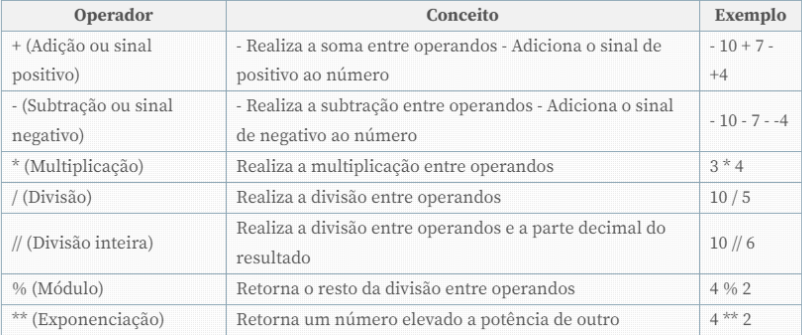 Operador Conceito Exemplo
+ (Adição ou sinal positivo) - Realiza a soma entre operandos - Adiciona o sinal de positivo ao número - 10 + 7 - +4
- (Subtração ou sinal negativo) - Realiza a subtração entre operandos - Adiciona o sinal de negativo ao número - 10 - 7 - -4
* (Multiplicação) Realiza a multiplicação entre operandos 3 * 4
/ (Divisão) Realiza a divisão entre operandos 10 / 5
// (Divisão inteira) Realiza a divisão entre operandos e a parte decimal do resultado 10 // 6
% (Módulo) Retorna o resto da divisão entre operandos 4 % 2
** (Exponenciação) Retorna um número elevado a potência de outro 4 ** 2